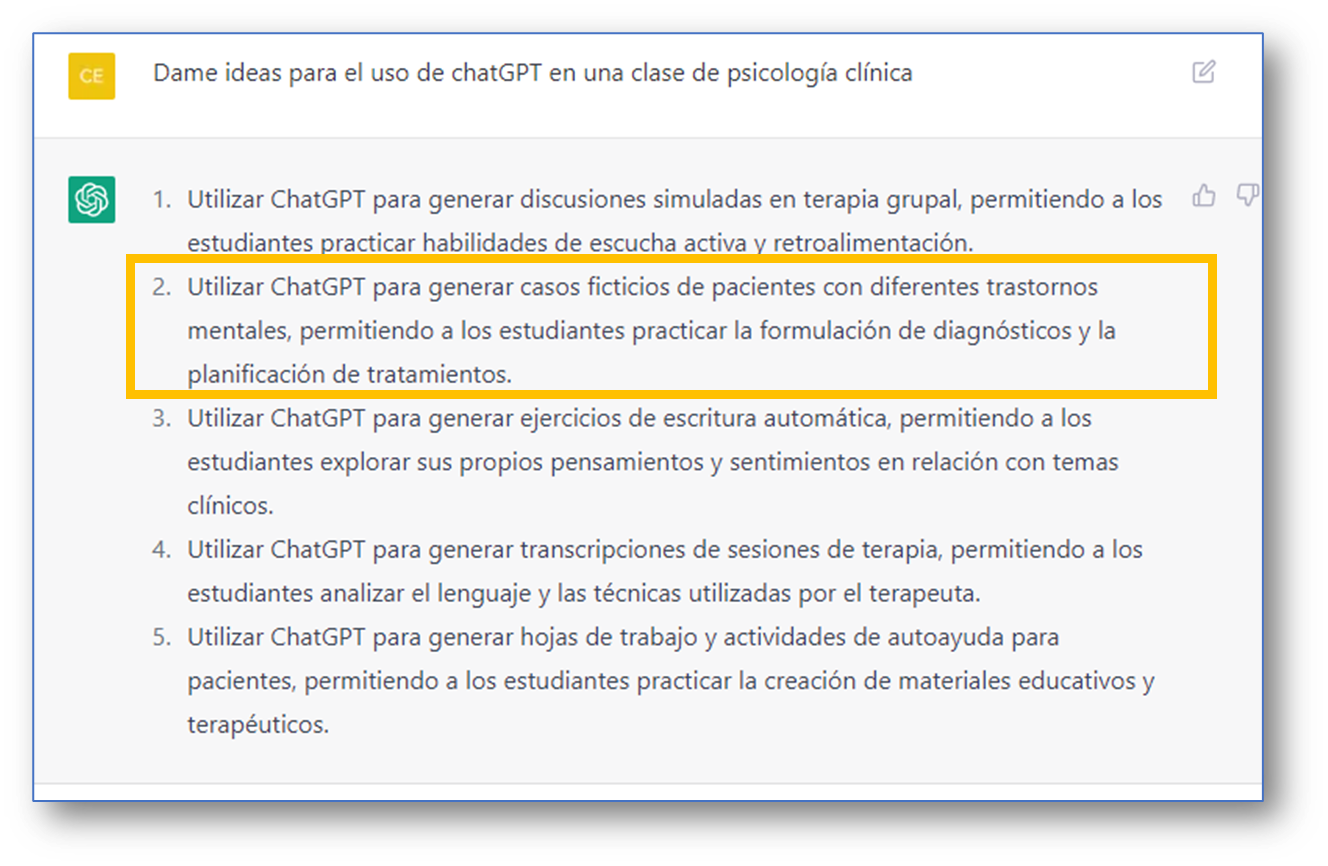 CE
Dame ideas para el uso de chatGPT en una clase de psicología clínica
1. Utilizar ChatGPT para generar discusiones simuladas en terapia grupal, permitiendo a los
estudiantes practicar habilidades de escucha activa y retroalimentación.
2. Utilizar ChatGPT para generar casos ficticios de pacientes con diferentes trastornos
mentales, permitiendo a los estudiantes practicar la formulación de diagnósticos y la
planificación de tratamientos.
3. Utilizar ChatGPT para generar ejercicios de escritura automática, permitiendo a los
estudiantes explorar sus propios pensamientos y sentimientos en relación con temas
clínicos.
4. Utilizar ChatGPT para generar transcripciones de sesiones de terapia, permitiendo a los
estudiantes analizar el lenguaje y las técnicas utilizadas por el terapeuta.
5. Utilizar ChatGPT para generar hojas de trabajo y actividades de autoayuda para
pacientes, permitiendo a los estudiantes practicar la creación de materiales educativos y
terapéuticos.